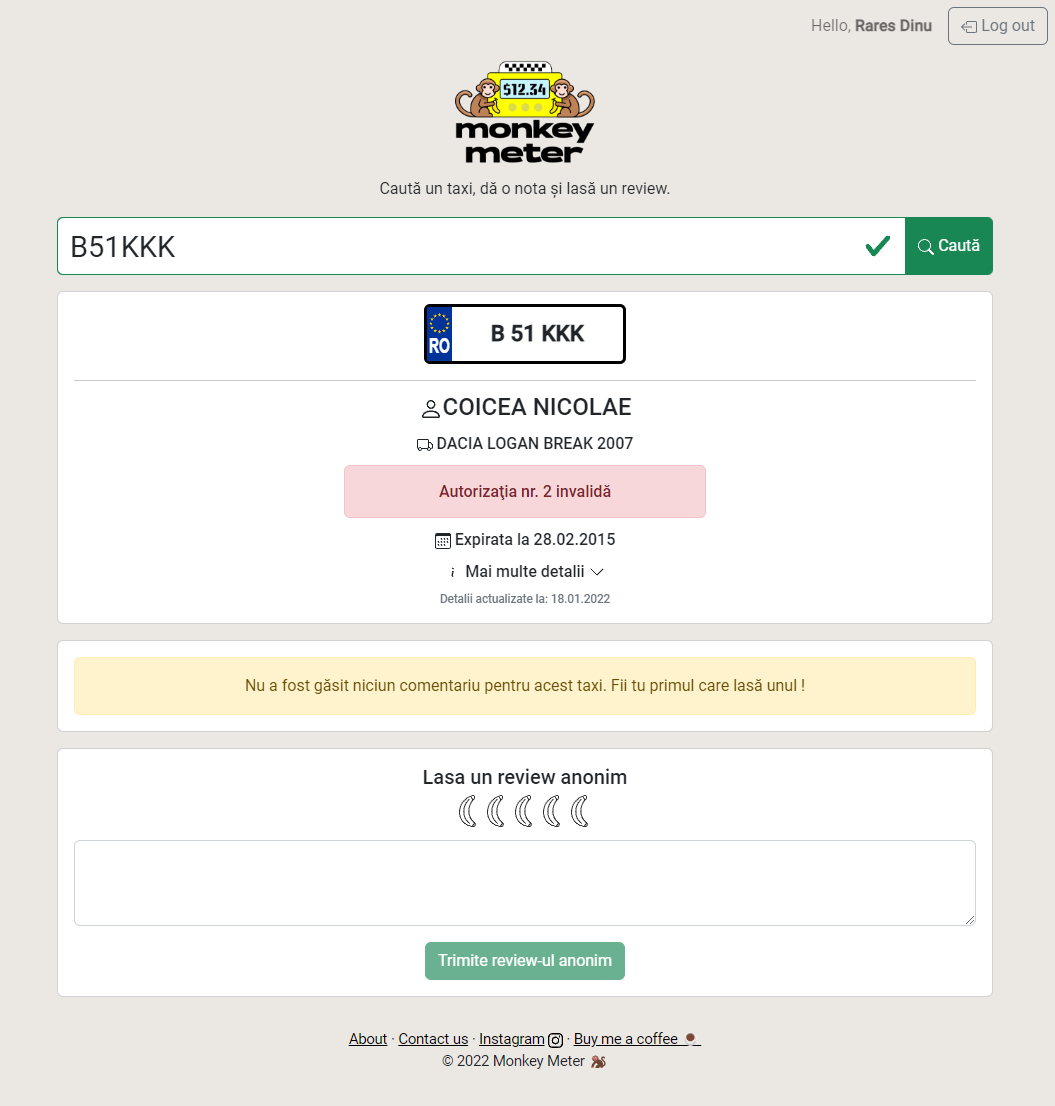 Hello, Rares Dinu Log out
$12.34
monkey
meter
Caută un taxi, dă o nota și lasă un review.
B51KKK Caută
RO B 51 KKK
COICEA NICOLAE
DACIA LOGAN BREAK 2007
Autorizaţia nr. 2 invalidă
Expirata la 28.02.2015
i Mai multe detalii
Detalii actualizate la: 18.01.2022
Nu a fost găsit niciun comentariu pentru acest taxi. Fii tu primul care lasă unul !
Lasa un review anonim
Trimite review-ul anonim
About · Contact us · Instagram · Buy me a coffee
© 2022 Monkey Meter